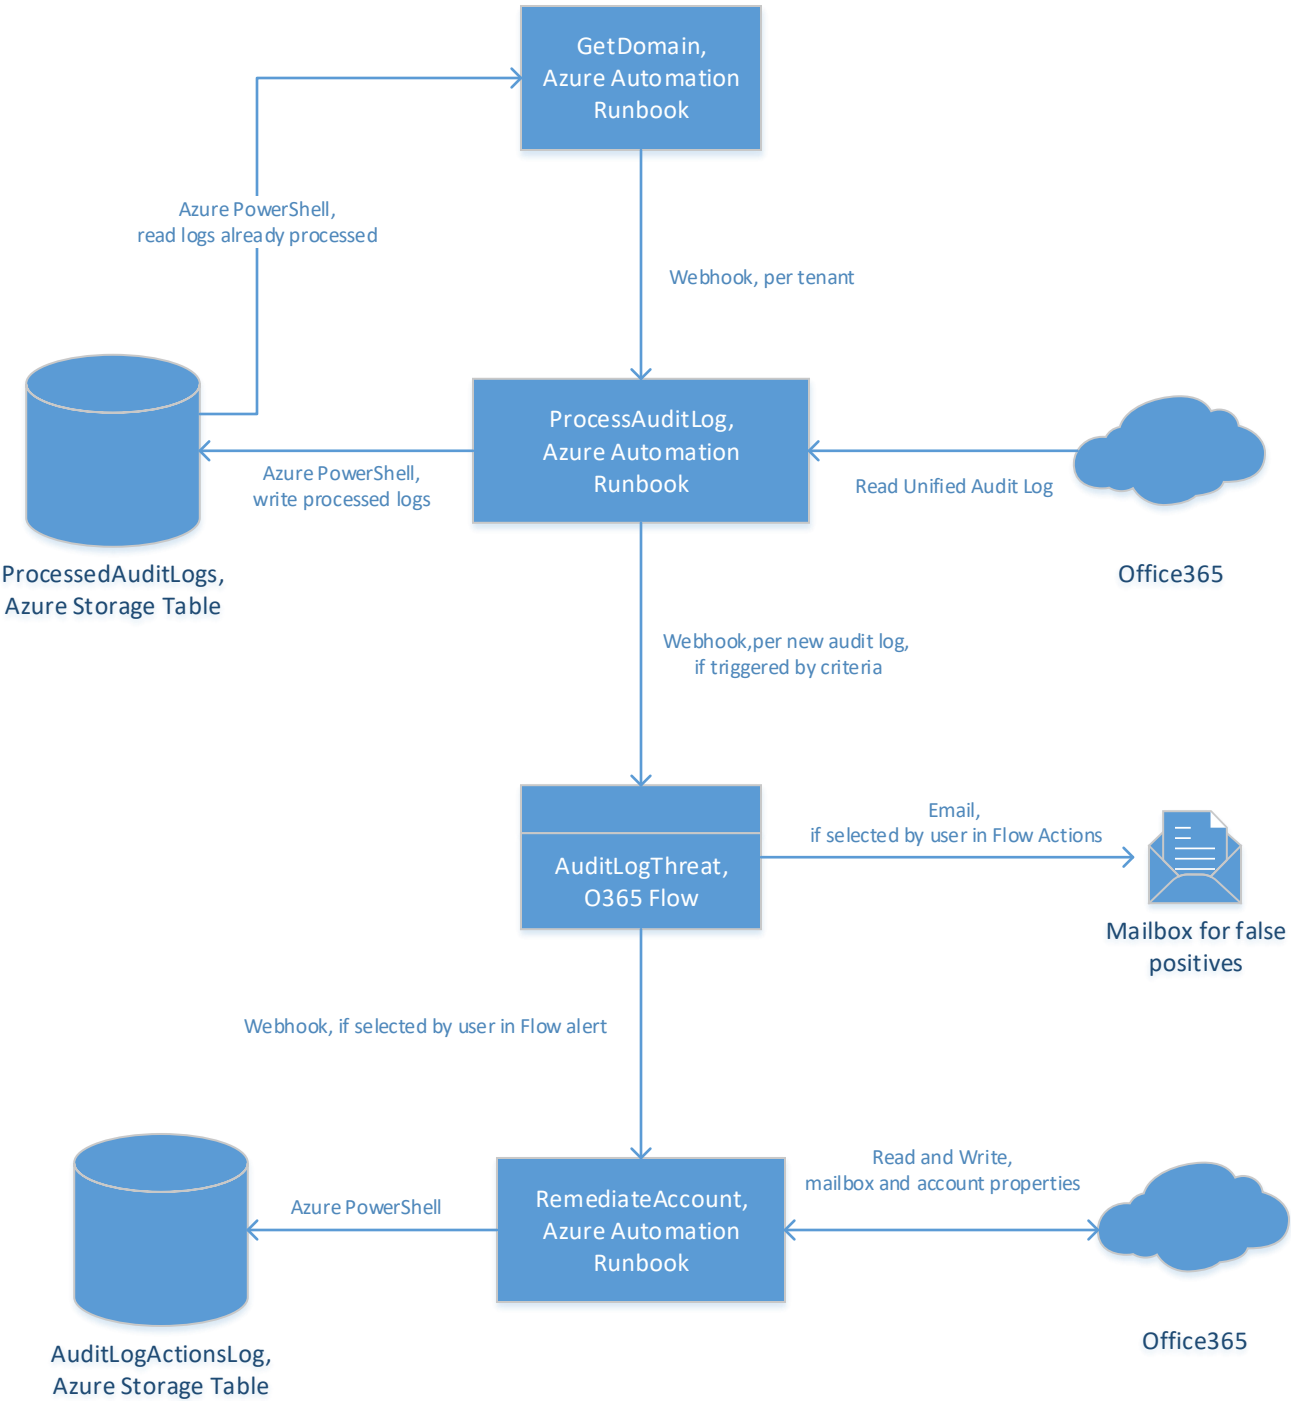 GetDomain,
Azure Automation
Runbook
Azure PowerShell,
read logs already processed
Webhook, per tenant
ProcessAuditLog,
Azure Automation
Runbook
Azure PowerShell,
write processed logs
Read Unified Audit Log
ProcessedAuditLogs,
Azure Storage Table
Office365
Webhook,per new audit log,
if triggered by criteria
Email,
if selected by user in Flow Actions
AuditLogThreat,
O365 Flow
Mailbox for false
positives
Webhook, if selected by user in Flow alert
Read and Write,
mailbox and account properties
RemediateAccount,
Azure Automation
Runbook
Azure PowerShell
AuditLogActionsLog,
Azure Storage Table
Office365